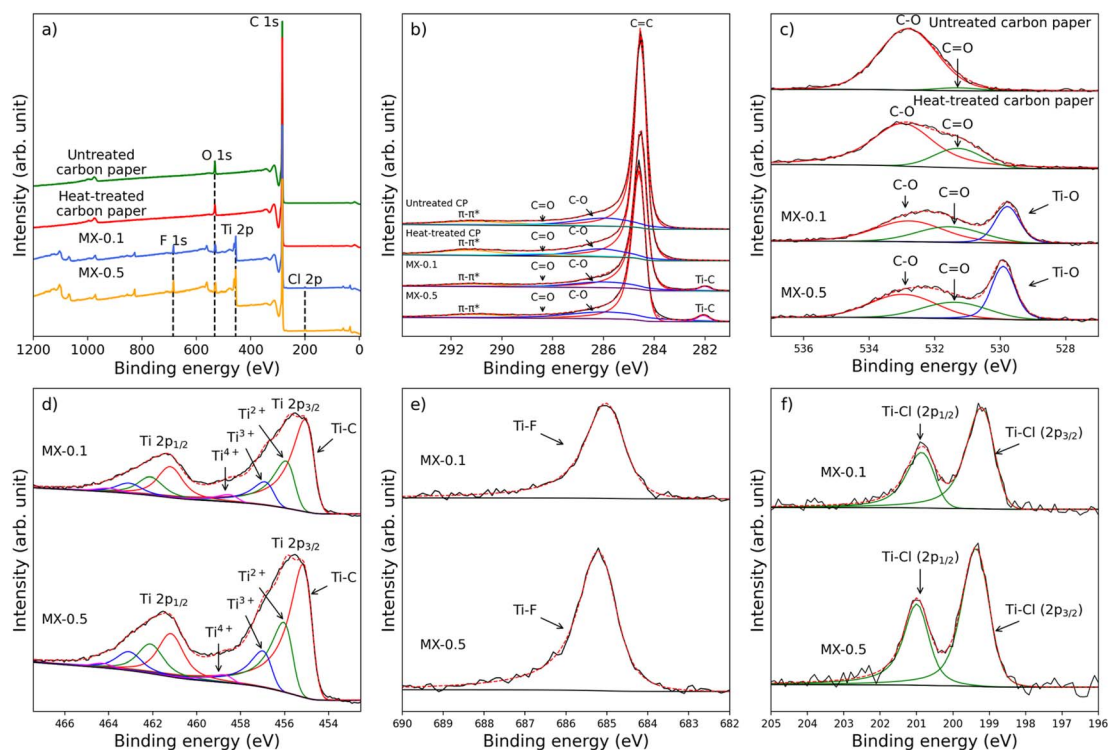 a)
C 1s
Untreated
carbon paper
O 1s
Heat-treated
carbon paper
MX-0.1
F 1s
Ti 2p
MX-0.5
Cl 2p
Intensity (arb. unit)
1200 1000 800 600 400 200 0
Binding energy (eV)
b)
C=C
Untreated CP
π-π*
C=O
C-O
Heat-treated CP
π-π*
C=O
C-O
MX-0.1
π-π*
C=O
C-O
Ti-C
MX-0.5
π-π*
C=O
C-O
Ti-C
Intensity (arb. unit)
292 290 288 286 284 282
Binding energy (eV)
c)
C-O
Untreated carbon paper
C=O
Heat-treated carbon paper
C-O
C=O
MX-0.1
C-O
C=O
Ti-O
MX-0.5
C-O
C=O
Ti-O
Intensity (arb. unit)
536 534 532 530 528
Binding energy (eV)
d)
Ti 2p3/2
Ti2+
MX-0.1
Ti 2p1/2
Ti3+
Ti4+
Ti-C
Ti 2p3/2
Ti2+
MX-0.5
Ti 2p1/2
Ti3+
Ti4+
Ti-C
Intensity (arb. unit)
466 464 462 460 458 456 454
Binding energy (eV)
e)
Ti-F
MX-0.1
Ti-F
MX-0.5
Intensity (arb. unit)
690 689 688 687 686 685 684 683 682
Binding energy (eV)
f)
Ti-Cl (2p1/2)
Ti-Cl (2p3/2)
MX-0.1
Ti-Cl (2p1/2)
Ti-Cl (2p3/2)
MX-0.5
Intensity (arb. unit)
205 204 203 202 201 200 199 198 197 196
Binding energy (eV)